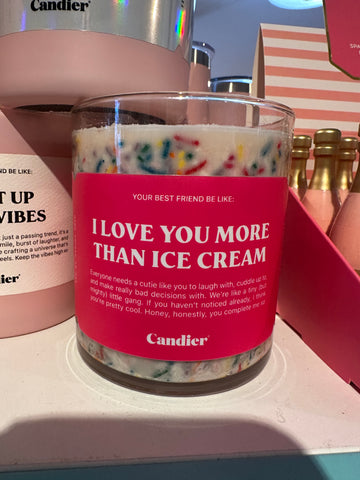 Candier
ND BE LIKE:
T UP
VIBES
just a passing trend, it's a
mile, burst of laughter, and
e crafting a universe that's
eels. Keep the vibes high an
Candier
YOUR BEST FRIEND BE LIKE:
I LOVE YOU MORE
THAN ICE CREAM
Everyone needs a cutie like you to laugh with, cuddle up to
and make really bad decisions with. We're like a tiny (but
mighty) little gang. If you haven't noticed already, I think
you're pretty cool. Honey, honestly, you complete me xo
Candier